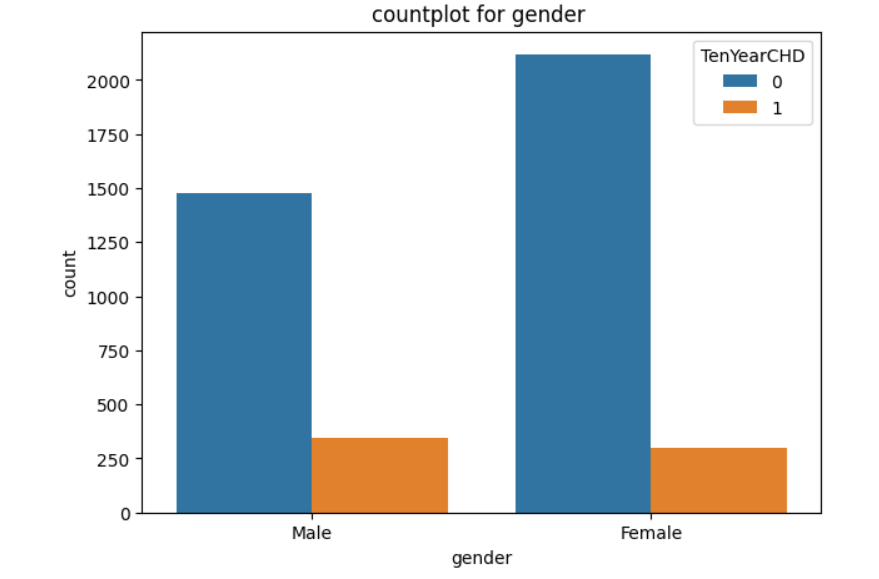 countplot for gender
TenYearCHD
0
1
2000
1750
1500
1250
1000
750
500
250
0
count
Male Female
gender